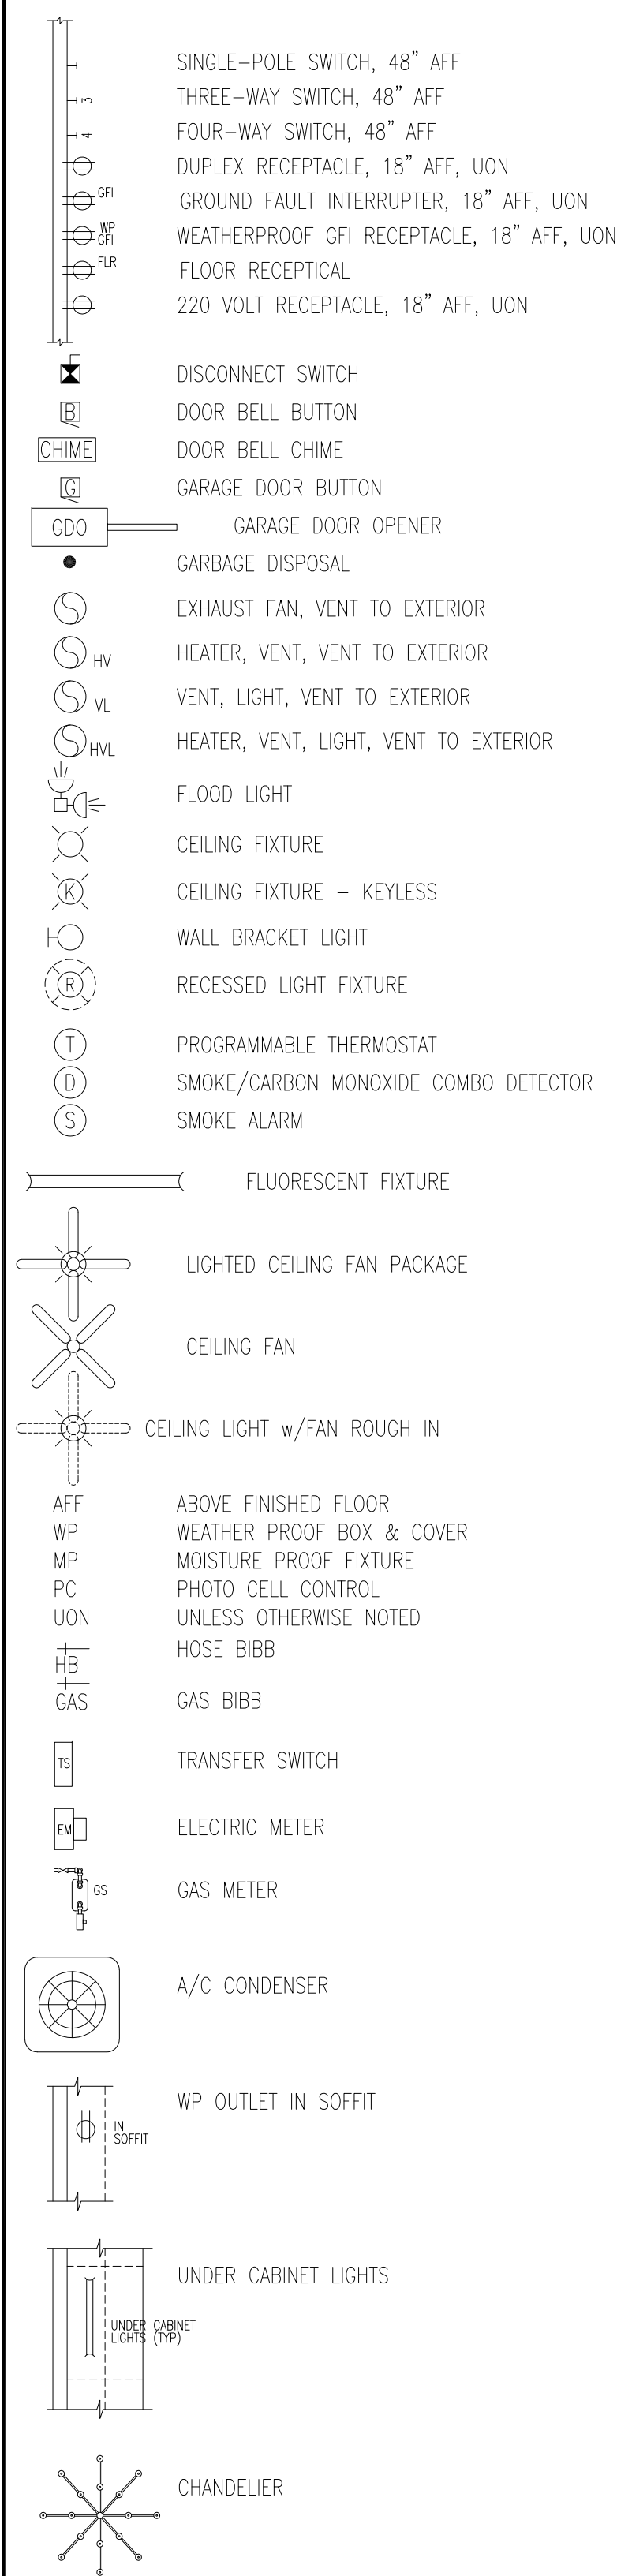 SINGLE-POLE SWITCH, 48" AFF
3 THREE-WAY SWITCH, 48" AFF
4 FOUR-WAY SWITCH, 48" AFF
DUPLEX RECEPTACLE, 18" AFF, UON
GFI GROUND FAULT INTERRUPTER, 18" AFF, UON
WP
GFI WEATHERPROOF GFI RECEPTACLE, 18" AFF, UON
FLR FLOOR RECEPTICAL
220 VOLT RECEPTACLE, 18" AFF, UON
DISCONNECT SWITCH
B DOOR BELL BUTTON
CHIME DOOR BELL CHIME
G GARAGE DOOR BUTTON
GDO GARAGE DOOR OPENER
GARBAGE DISPOSAL
EXHAUST FAN, VENT TO EXTERIOR
HV HEATER, VENT, VENT TO EXTERIOR
VL VENT, LIGHT, VENT TO EXTERIOR
HVL HEATER, VENT, LIGHT, VENT TO EXTERIOR
FLOOD LIGHT
CEILING FIXTURE
K CEILING FIXTURE - KEYLESS
WALL BRACKET LIGHT
R RECESSED LIGHT FIXTURE
T PROGRAMMABLE THERMOSTAT
D SMOKE/CARBON MONOXIDE COMBO DETECTOR
S SMOKE ALARM
FLUORESCENT FIXTURE
LIGHTED CEILING FAN PACKAGE
CEILING FAN
CEILING LIGHT w/FAN ROUGH IN
AFF ABOVE FINISHED FLOOR
WP WEATHER PROOF BOX & COVER
MP MOISTURE PROOF FIXTURE
PC PHOTO CELL CONTROL
UON UNLESS OTHERWISE NOTED
HB HOSE BIBB
GAS GAS BIBB
TS TRANSFER SWITCH
EM ELECTRIC METER
GS GAS METER
A/C CONDENSER
WP OUTLET IN SOFFIT
IN
SOFFIT
UNDER CABINET LIGHTS
UNDER CABINET
LIGHTS (TYP)
CHANDELIER